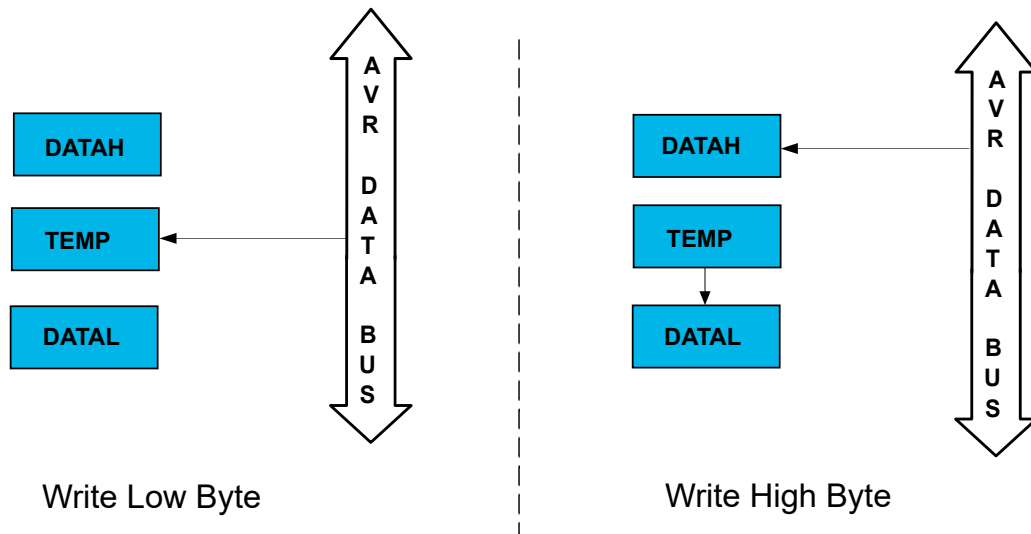 DATAH
TEMP
DATAL
AVR DATA BUS
Write Low Byte
DATAH
TEMP
DATAL
AVR DATA BUS
Write High Byte